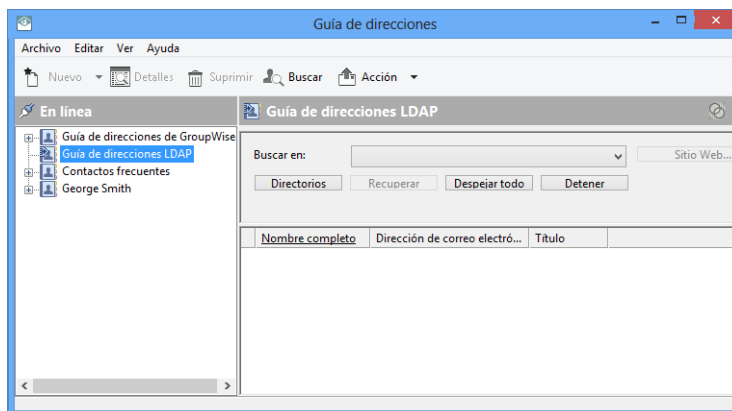 Guía de direcciones
Archivo Editar Ver Ayuda
Nuevo Detalles Suprimir Buscar Acción
En línea
Guía de direcciones LDAP
Guía de direcciones de GroupWise
Guía de direcciones LDAP
Contactos frecuentes
George Smith
Buscar en:
Sitio Web...
Directorios Recuperar Despejar todo Detener
Nombre completo Dirección de correo electró... Título